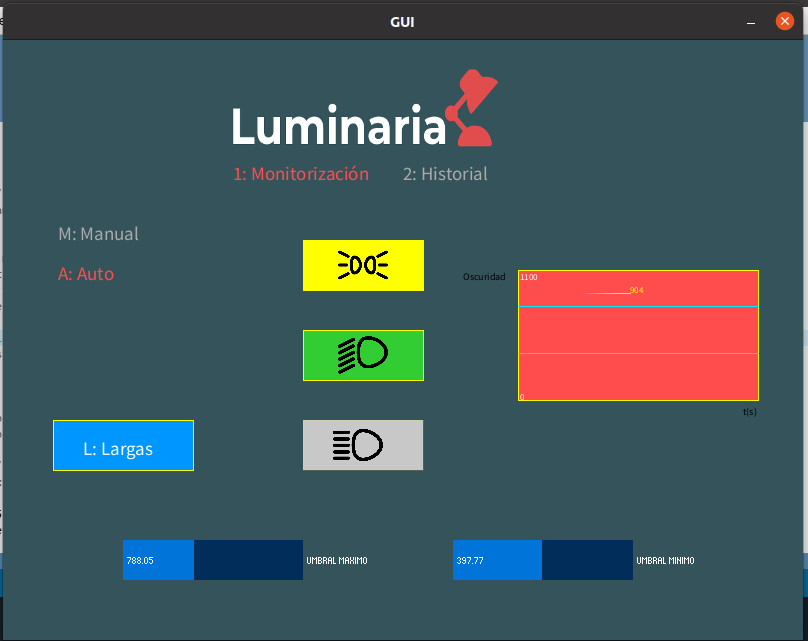 GUI
Luminaria
1: Monitorización 2: Historial
M: Manual
A: Auto
Oscuridad
1100
904
0
t(s)
L: Largas
788.05 UMBRAL MAXIMO
397.77 UMBRAL MINIMO